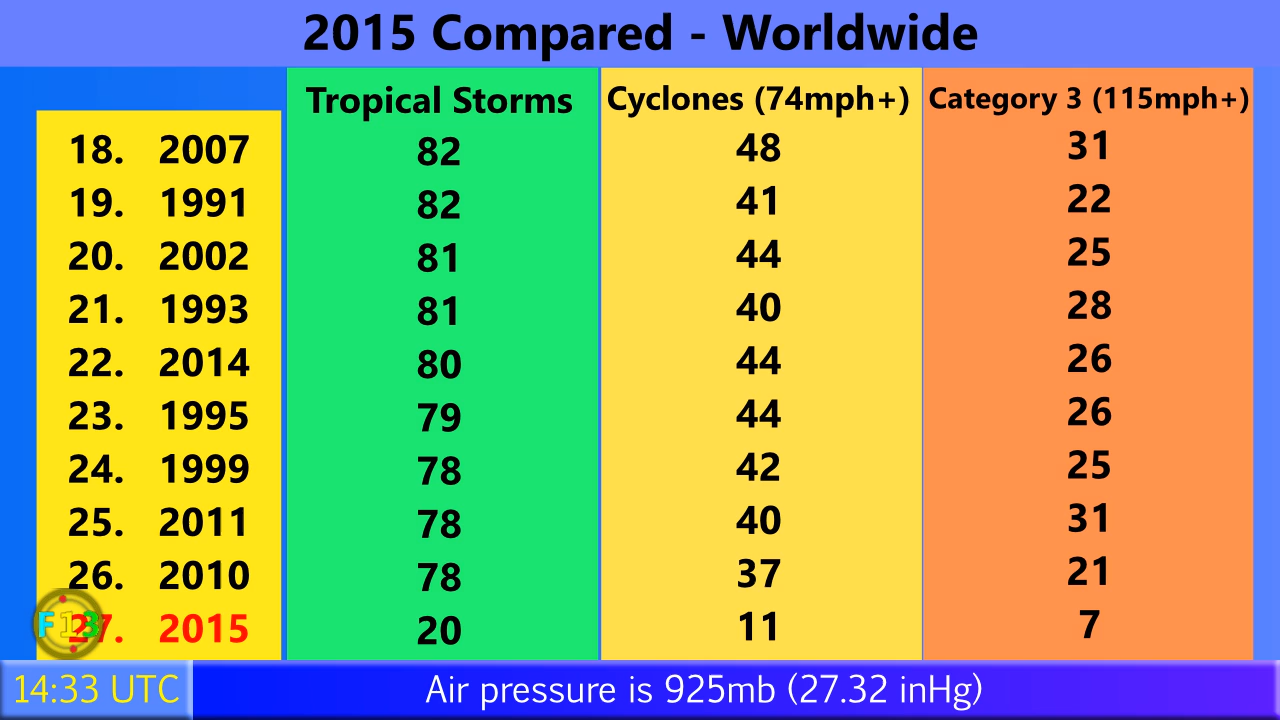 2015 Compared - Worldwide
Tropical Storms Cyclones (74mph+) Category 3 (115mph+)
18. 2007 82 48 31
19. 1991 82 41 22
20. 2002 81 44 25
21. 1993 81 40 28
22. 2014 80 44 26
23. 1995 79 44 26
24. 1999 78 42 25
25. 2011 78 40 31
26. 2010 78 37 21
27. 2015 20 11 7
F13
14:33 UTC Air pressure is 925mb (27.32 inHg)